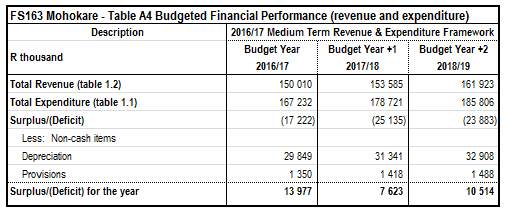 FS163 Mohokare - Table A4 Budgeted Financial Performance (revenue and expenditure)
Description 2016/17 Medium Term Revenue & Expenditure Framework
R thousand Budget Year 2016/17 Budget Year +1 2017/18 Budget Year +2 2018/19
Total Revenue (table 1.2) 150 010 153 585 161 923
Total Expenditure (table 1.1) 167 232 178 721 185 806
Surplus/(Deficit) (17 222) (25 135) (23 883)
Less: Non-cash items
Depreciation 29 849 31 341 32 908
Provisions 1 350 1 418 1 488
Surplus/(Deficit) for the year 13 977 7 623 10 514